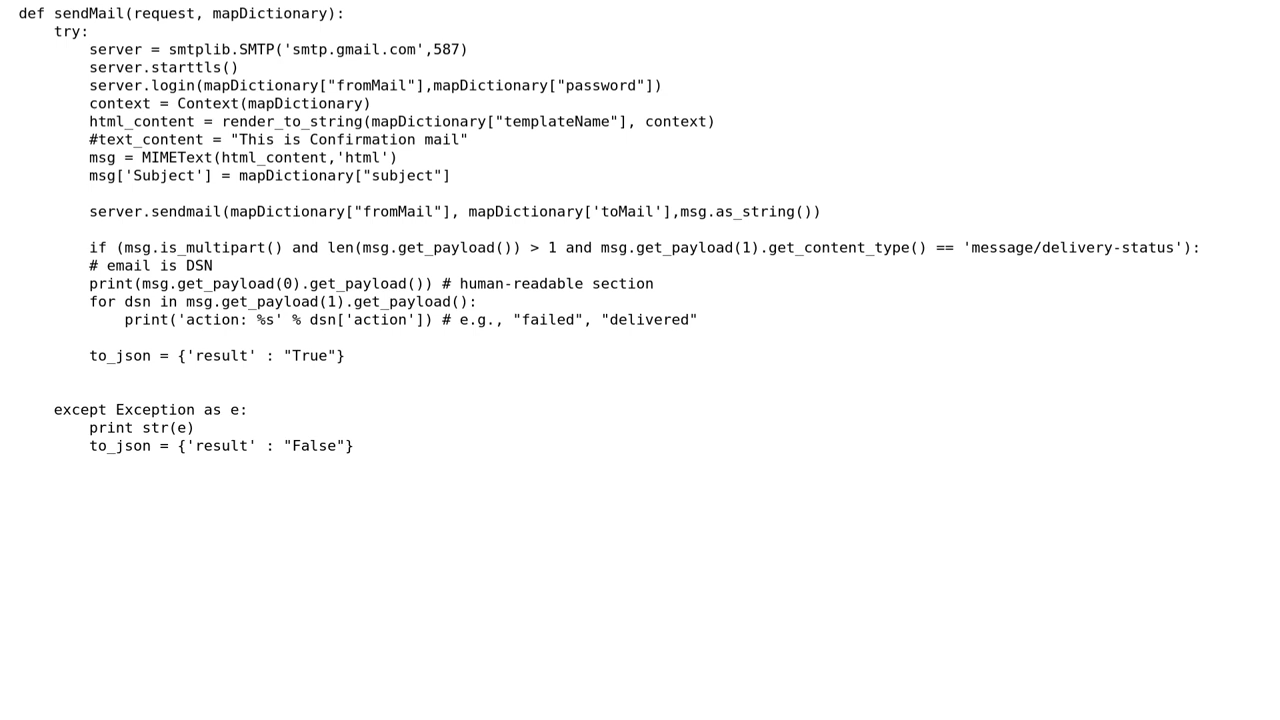 def sendMail(request, mapDictionary):
    try:
        server = smtplib.SMTP('smtp.gmail.com',587)
        server.starttls()
        server.login(mapDictionary["fromMail"],mapDictionary["password"])
        context = Context(mapDictionary)
        html_content = render_to_string(mapDictionary["templateName"], context)
        #text_content = "This is Confirmation mail"
        msg = MIMEText(html_content,'html')
        msg['Subject'] = mapDictionary["subject"]

        server.sendmail(mapDictionary["fromMail"], mapDictionary['toMail'],msg.as_string())

        if (msg.is_multipart() and len(msg.get_payload()) > 1 and msg.get_payload(1).get_content_type() == 'message/delivery-status'):
        # email is DSN
        print(msg.get_payload(0).get_payload()) # human-readable section
        for dsn in msg.get_payload(1).get_payload():
            print('action: %s' % dsn['action']) # e.g., "failed", "delivered"

        to_json = {'result' : "True"}


    except Exception as e:
        print str(e)
        to_json = {'result' : "False"}